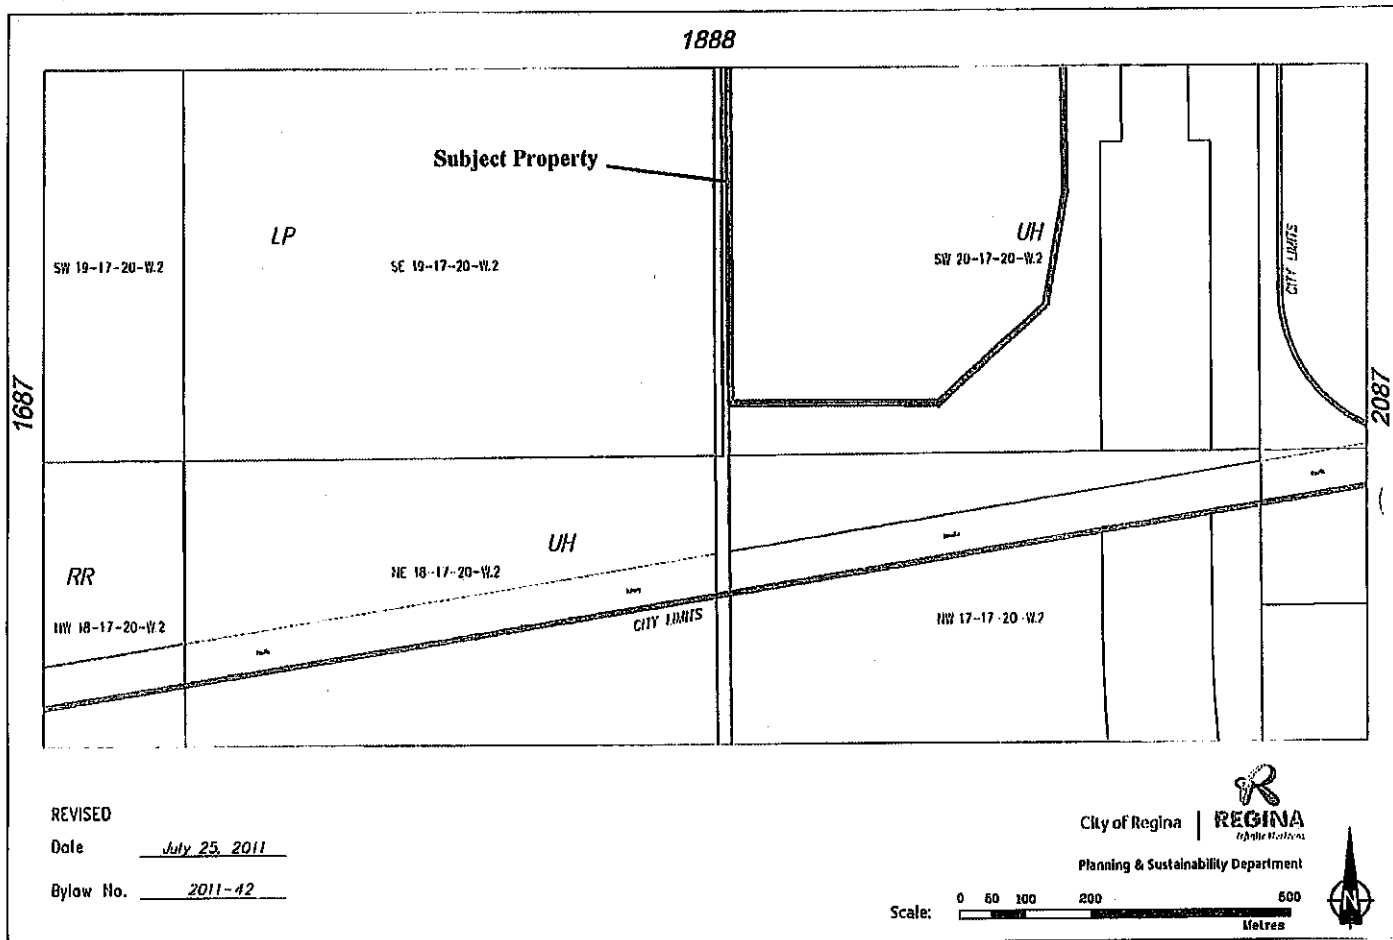 1888
Subject Property
LP
UH
SW 19-17-20-W.2
SE 19-17-20-W.2
SW 20-17-20-W.2
CITY LIMITS
1687
2087
UH
RR
NE 18-17-20-W.2
NW 18-17-20-W.2
CITY LIMITS
NW 17-17-20-W.2
REVISED
Date July 25, 2011
Bylaw No. 2011-42
City of Regina
REGINA
Infinite Horizons
Planning & Sustainability Department
Scale: 0 50 100 200 500
Metres
N